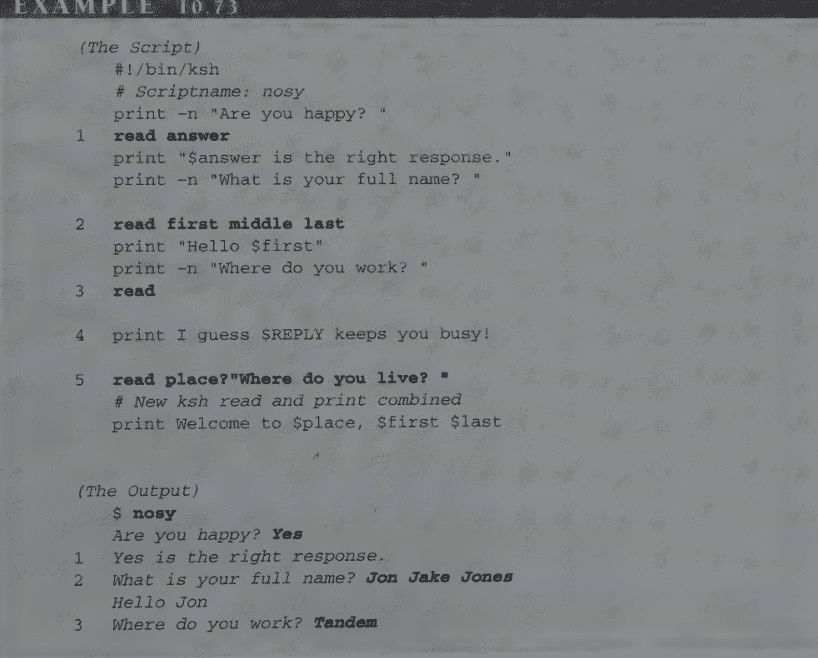 EXAMPLE 10.73
(The Script)
#!/bin/ksh
# Scriptname: nosy
print -n "Are you happy? "
1 read answer
print "$answer is the right response."
print -n "What is your full name? "
2 read first middle last
print "Hello $first"
print -n "Where do you work? "
3 read
4 print I guess $REPLY keeps you busy!
5 read place?"Where do you live? "
# New ksh read and print combined
print Welcome to $place, $first $last
(The Output)
$ nosy
Are you happy? Yes
1 Yes is the right response.
2 What is your full name? Jon Jake Jones
Hello Jon
3 Where do you work? Tandem